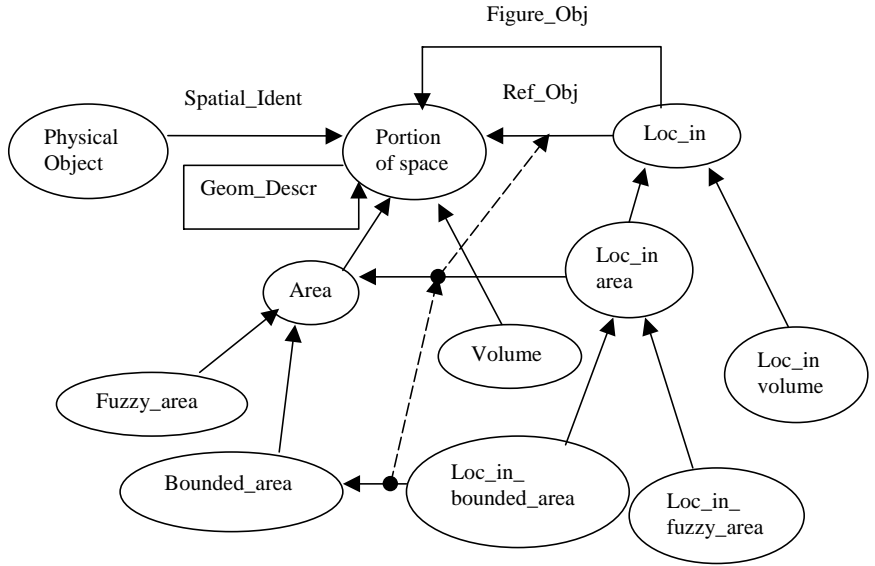 Figure_Obj
Spatial_Ident
Ref_Obj
Physical
Object
Portion
of space
Loc_in
Geom_Descr
Loc_in
area
Area
Volume
Loc_in
volume
Fuzzy_area
Bounded_area
Loc_in_
bounded_area
Loc_in_
fuzzy_area